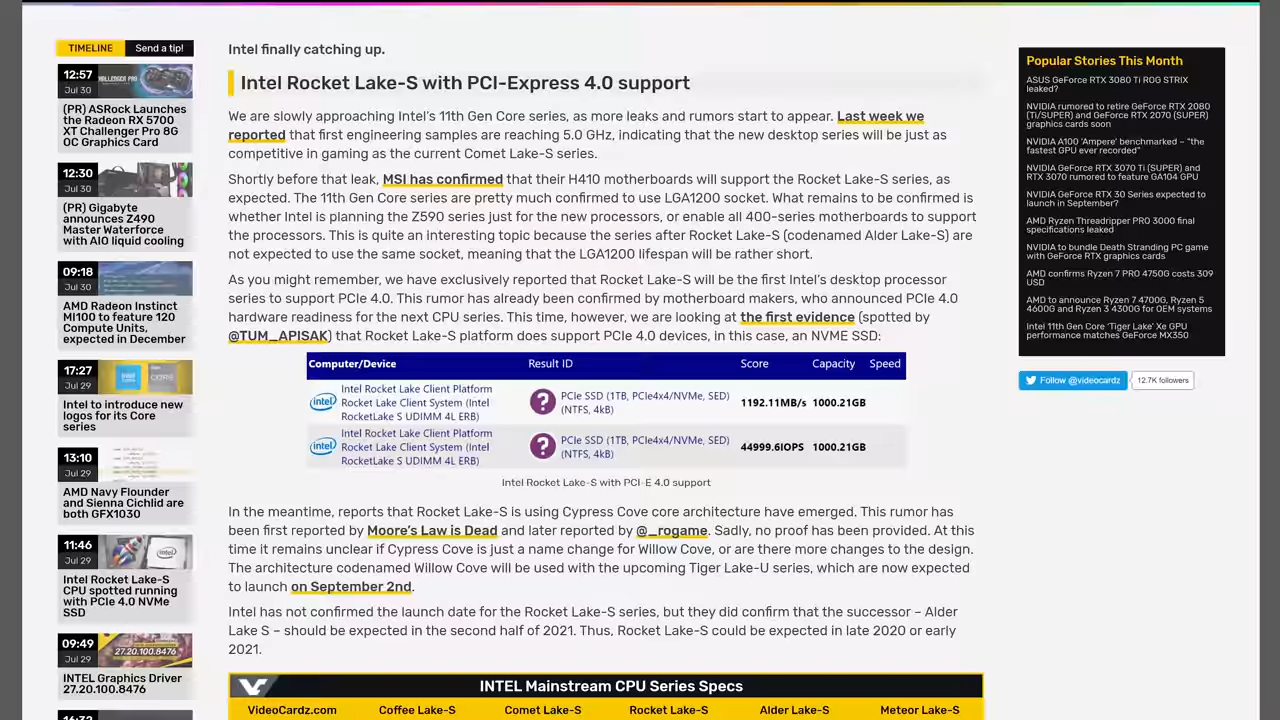 TIMELINE Send a tip!
12:57
Jul 30
(PR) ASRock Launches
the Radeon RX 5700
XT Challenger Pro 8G
OC Graphics Card
12:30
Jul 30
(PR) Gigabyte
announces Z490
Master Waterforce
with AIO liquid cooling
09:18
Jul 30
AMD Radeon Instinct
MI100 to feature 120
Compute Units,
expected in December
17:27
Jul 29
Intel to introduce new
logos for its Core
series
13:10
Jul 29
AMD Navy Flounder
and Sienna Cichlid are
both GFX1030
11:46
Jul 29
Intel Rocket Lake-S
CPU spotted running
with PCIe 4.0 NVMe
SSD
09:49
Jul 29
27.20.100.8476
INTEL Graphics Driver
27.20.100.8476
Intel finally catching up.
Intel Rocket Lake-S with PCI-Express 4.0 support
We are slowly approaching Intel's 11th Gen Core series, as more leaks and rumors start to appear. Last week we
reported that first engineering samples are reaching 5.0 GHz, indicating that the new desktop series will be just as
competitive in gaming as the current Comet Lake-S series.
Shortly before that leak, MSI has confirmed that their H410 motherboards will support the Rocket Lake-S series, as
expected. The 11th Gen Core series are pretty much confirmed to use LGA1200 socket. What remains to be confirmed is
whether Intel is planning the Z590 series just for the new processors, or enable all 400-series motherboards to support
the processors. This is quite an interesting topic because the series after Rocket Lake-S (codenamed Alder Lake-S) are
not expected to use the same socket, meaning that the LGA1200 lifespan will be rather short.
As you might remember, we have exclusively reported that Rocket Lake-S will be the first Intel's desktop processor
series to support PCIe 4.0. This rumor has already been confirmed by motherboard makers, who announced PCIe 4.0
hardware readiness for the next CPU series. This time, however, we are looking at the first evidence (spotted by
@TUM_APISAK) that Rocket Lake-S platform does support PCIe 4.0 devices, in this case, an NVME SSD:
Computer/Device Result ID Score Capacity Speed
Intel Rocket Lake Client Platform
Rocket Lake Client System (Intel
RocketLake S UDIMM 4L ERB)
PCIe SSD (1TB, PCIe4x4/NVMe, SED)
(NTFS, 4kB)
1192.11MB/s 1000.21GB
Intel Rocket Lake Client Platform
Rocket Lake Client System (Intel
RocketLake S UDIMM 4L ERB)
PCIe SSD (1TB, PCIe4x4/NVMe, SED)
(NTFS, 4kB)
44999.6IOPS 1000.21GB
Intel Rocket Lake-S with PCI-E 4.0 support
In the meantime, reports that Rocket Lake-S is using Cypress Cove core architecture have emerged. This rumor has
been first reported by Moore's Law is Dead and later reported by @_rogame. Sadly, no proof has been provided. At this
time it remains unclear if Cypress Cove is just a name change for Willow Cove, or are there more changes to the design.
The architecture codenamed Willow Cove will be used with the upcoming Tiger Lake-U series, which are now expected
to launch on September 2nd.
Intel has not confirmed the launch date for the Rocket Lake-S series, but they did confirm that the successor – Alder
Lake S – should be expected in the second half of 2021. Thus, Rocket Lake-S could be expected in late 2020 or early
2021.
INTEL Mainstream CPU Series Specs
VideoCardz.com Coffee Lake-S Comet Lake-S Rocket Lake-S Alder Lake-S Meteor Lake-S
Popular Stories This Month
ASUS GeForce RTX 3080 Ti ROG STRIX
leaked?
NVIDIA rumored to retire GeForce RTX 2080
(Ti/SUPER) and GeForce RTX 2070 (SUPER)
graphics cards soon
NVIDIA A100 'Ampere' benchmarked – "the
fastest GPU ever recorded"
NVIDIA GeForce RTX 3070 Ti (SUPER) and
RTX 3070 rumored to feature GA104 GPU
NVIDIA GeForce RTX 30 Series expected to
launch in September?
AMD Ryzen Threadripper PRO 3000 final
specifications leaked
NVIDIA to bundle Death Stranding PC game
with GeForce RTX graphics cards
AMD confirms Ryzen 7 PRO 4750G costs 309
USD
AMD to announce Ryzen 7 4700G, Ryzen 5
4600G and Ryzen 3 4300G for OEM systems
Intel 11th Gen Core 'Tiger Lake' Xe GPU
performance matches GeForce MX350
Follow @videocardz 12.7K followers